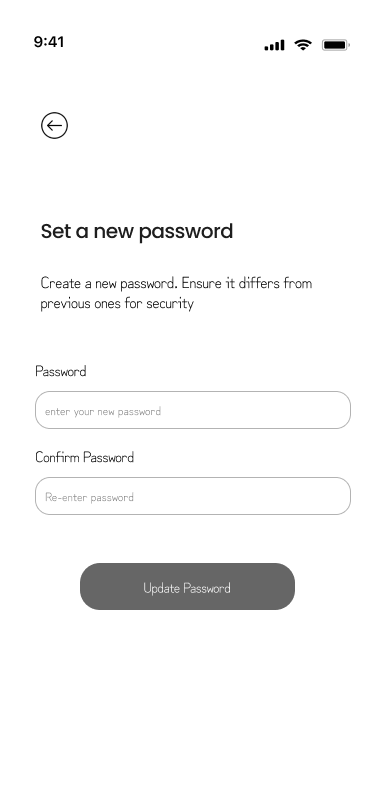 9:41
Set a new password
Create a new password. Ensure it differs from
previous ones for security
Password
enter your new password
Confirm Password
Re-enter password
Update Password